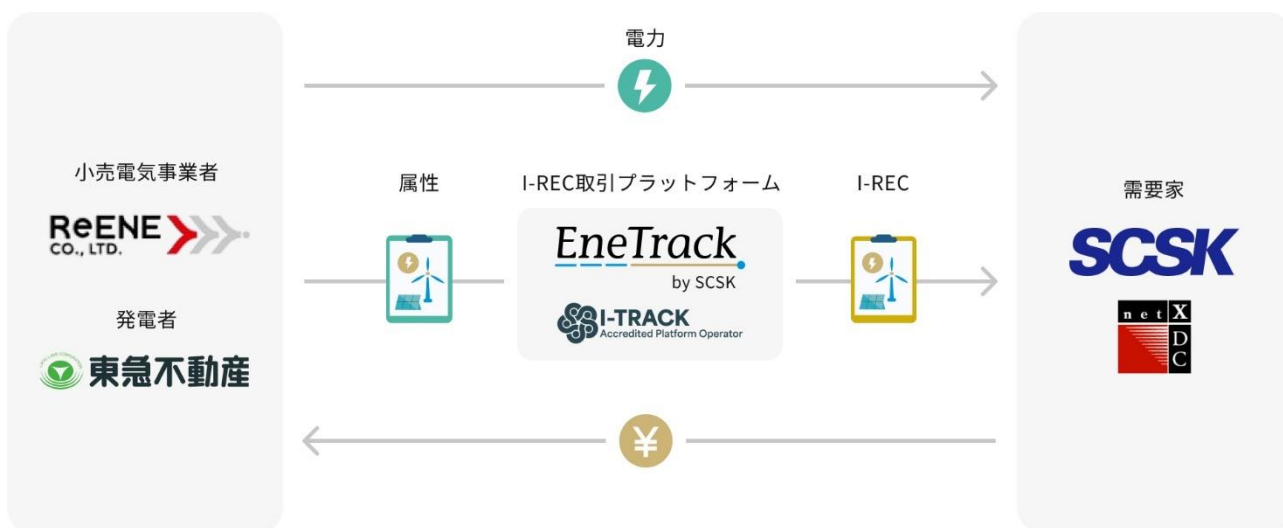 電力
小売電気事業者
ReENE
CO., LTD.
発電者
東急不動産
属性
I-REC取引プラットフォーム
EneTrack
by SCSK
I-TRACK
Accredited Platform Operator
I-REC
需要家
SCSK
net X
D
C
¥